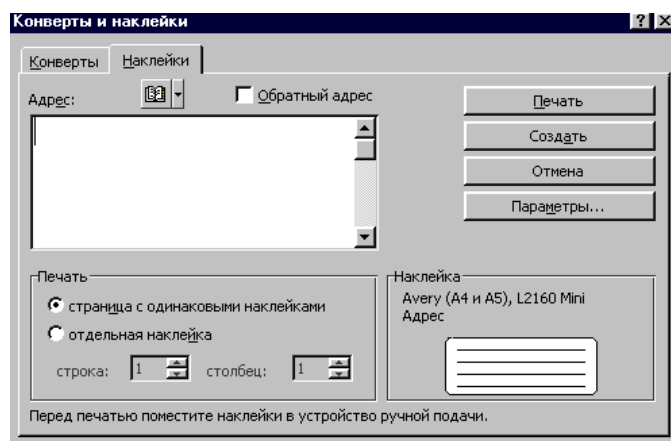 Конверты и наклейки
Конверты
Наклейки
Адрес:
Обратный адрес
Печать
Создать
Отмена
Параметры...
Печать
страница с одинаковыми наклейками
отдельная наклейка
строка: 1 столбец: 1
Наклейка
Avery (A4 и A5), L2160 Mini
Адрес
Перед печатью поместите наклейки в устройство ручной подачи.